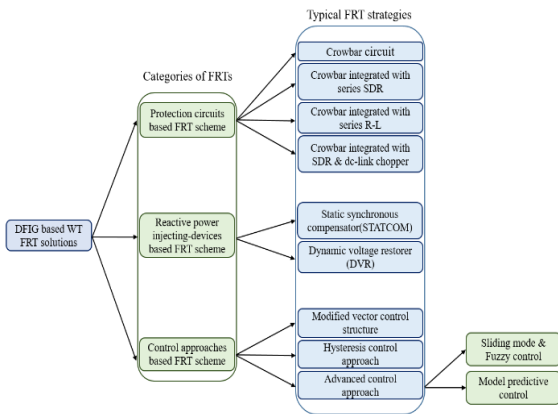 Typical FRT strategies
Categories of FRTs
Crowbar circuit
Crowbar integrated with
series SDR
Protection circuits
based FRT scheme
Crowbar integrated with
series R-L
Crowbar integrated with
SDR & dc-link chopper
DFIG based WT
FRT solutions
Reactive power
injecting-devices
based FRT scheme
Static synchronous
compensator(STATCOM)
Dynamic voltage restorer
(DVR)
Control approaches
based FRT scheme
Modified vector control
structure
Hysteresis control
approach
Advanced control
approach
Sliding mode &
Fuzzy control
Model predictive
control